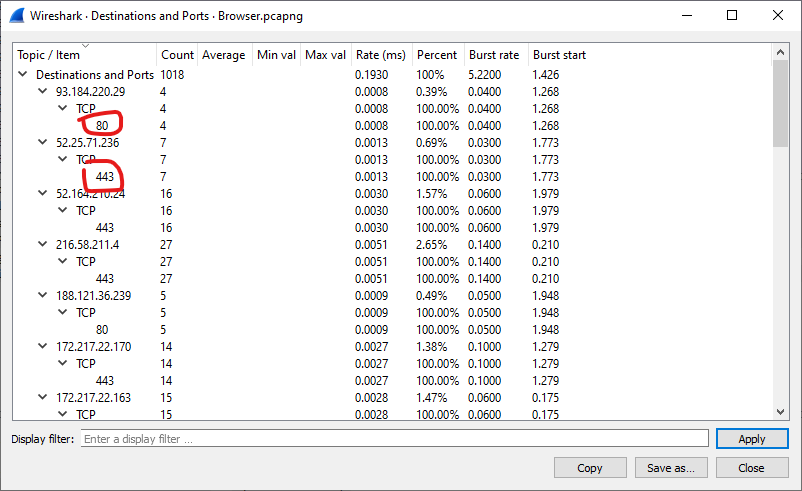 Wireshark · Destinations and Ports · Browser.pcapng
Topic / Item Count Average Min val Max val Rate (ms) Percent Burst rate Burst start
Destinations and Ports 1018 0.1930 100% 5.2200 1.426
93.184.220.29 4 0.0008 0.39% 0.0400 1.268
TCP 4 0.0008 100.00% 0.0400 1.268
80 4 0.0008 100.00% 0.0400 1.268
52.25.71.236 7 0.0013 0.69% 0.0300 1.773
TCP 7 0.0013 100.00% 0.0300 1.773
443 7 0.0013 100.00% 0.0300 1.773
52.164.210.24 16 0.0030 1.57% 0.0600 1.979
TCP 16 0.0030 100.00% 0.0600 1.979
443 16 0.0030 100.00% 0.0600 1.979
216.58.211.4 27 0.0051 2.65% 0.1400 0.210
TCP 27 0.0051 100.00% 0.1400 0.210
443 27 0.0051 100.00% 0.1400 0.210
188.121.36.239 5 0.0009 0.49% 0.0500 1.948
TCP 5 0.0009 100.00% 0.0500 1.948
80 5 0.0009 100.00% 0.0500 1.948
172.217.22.170 14 0.0027 1.38% 0.1000 1.279
TCP 14 0.0027 100.00% 0.1000 1.279
443 14 0.0027 100.00% 0.1000 1.279
172.217.22.163 15 0.0028 1.47% 0.0600 0.175
TCP 15 0.0028 100.00% 0.0600 0.175
Display filter: Enter a display filter ... Apply
Copy Save as... Close